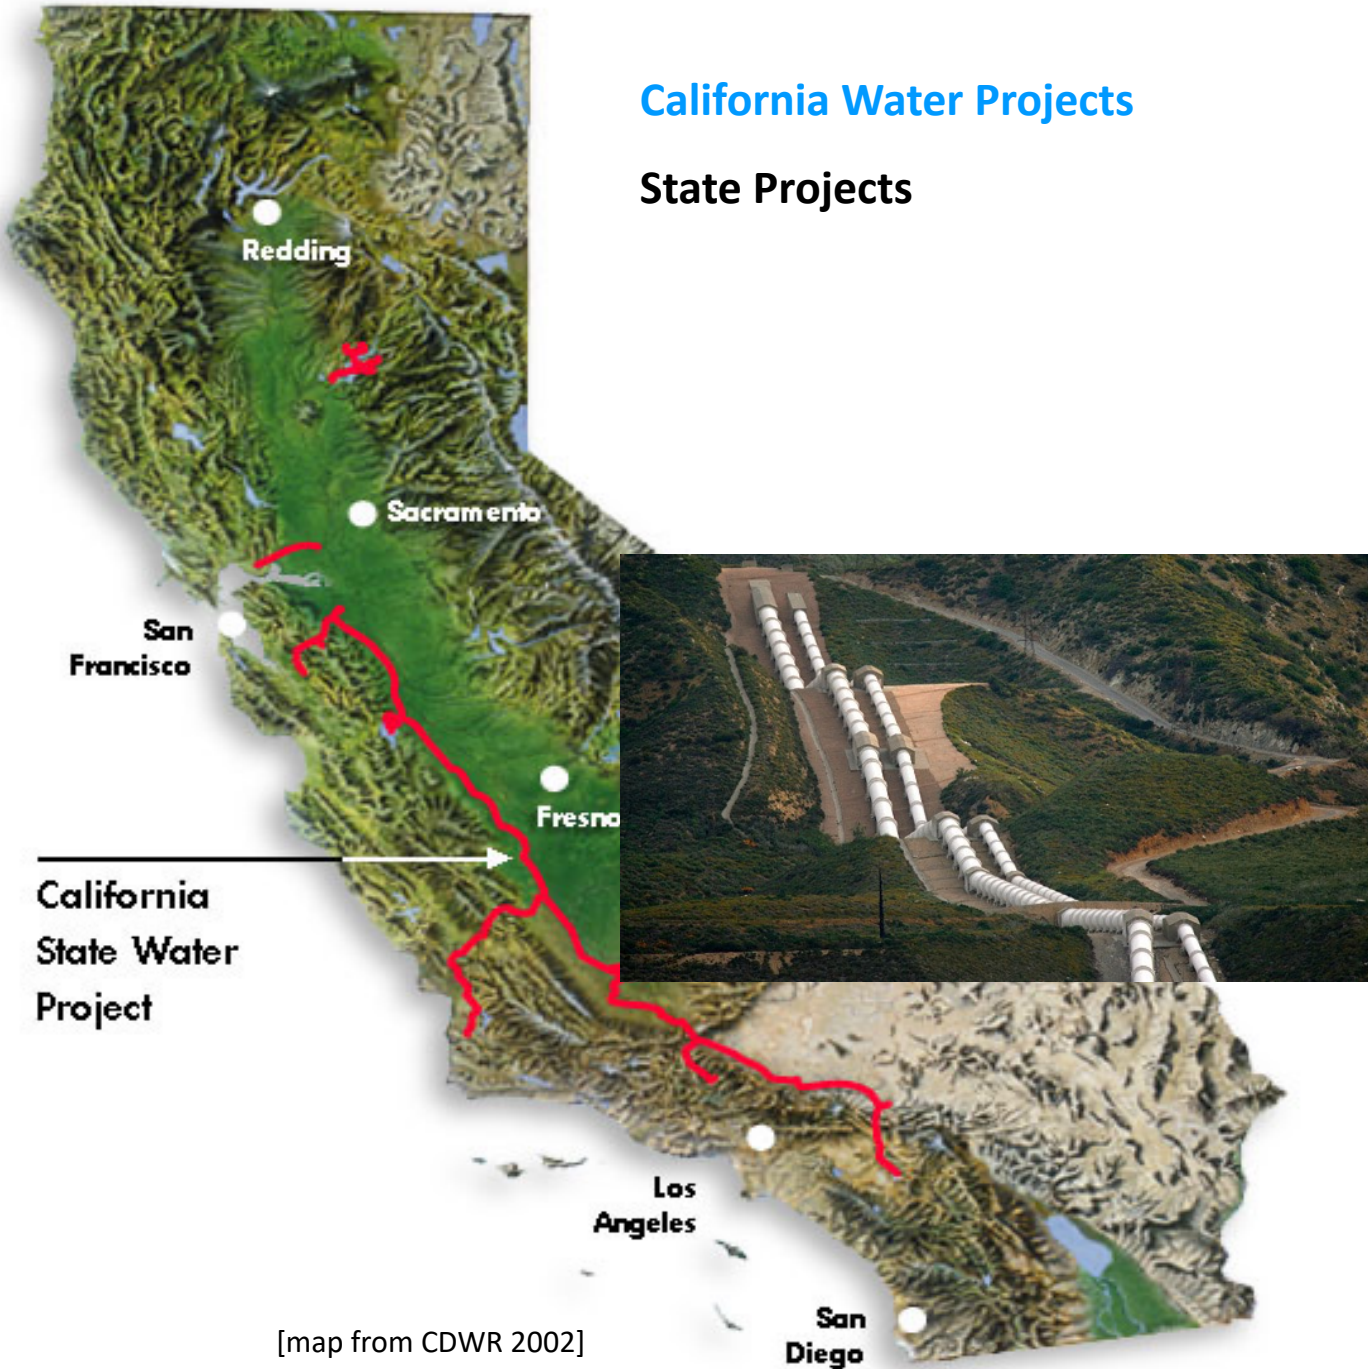 California Water Projects
State Projects
Redding
Sacramento
San
Francisco
Fresno
California
State Water
Project
Los
Angeles
San
Diego
[map from CDWR 2002]